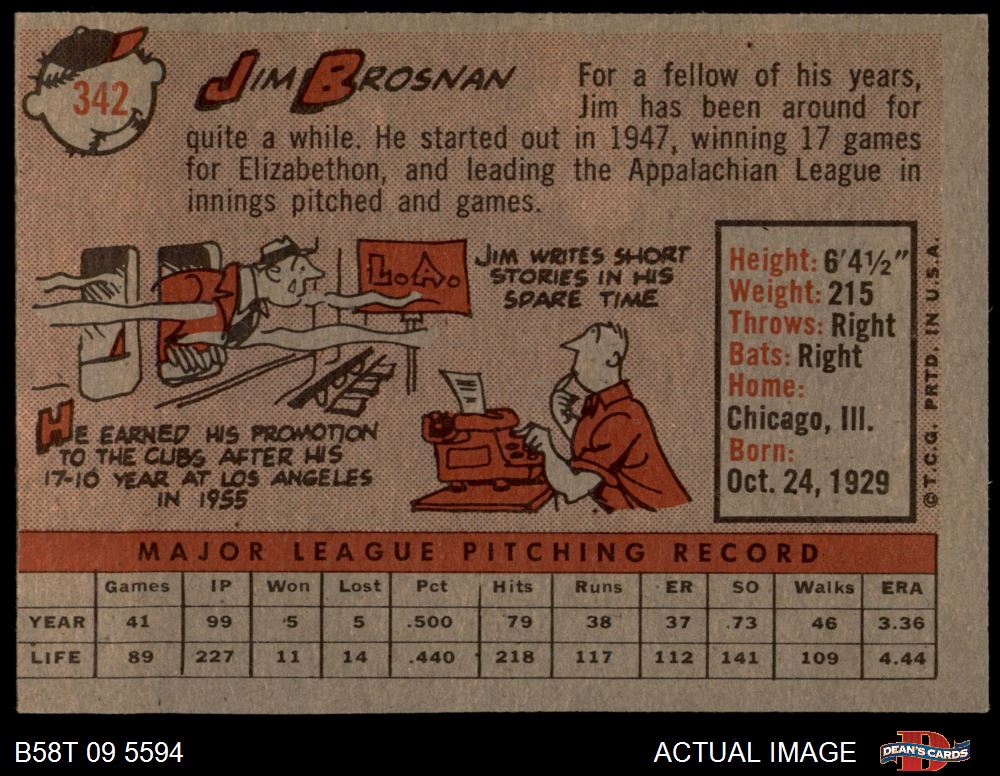 342
JIM BROSNAN
For a fellow of his years,
Jim has been around for
quite a while. He started out in 1947, winning 17 games
for Elizabethon, and leading the Appalachian League in
innings pitched and games.
L.A.
JIM WRITES SHORT
STORIES IN HIS
SPARE TIME
HE EARNED HIS PROMOTION
TO THE CUBS AFTER HIS
17-10 YEAR AT LOS ANGELES
IN 1955
Height: 6'4½"
Weight: 215
Throws: Right
Bats: Right
Home:
Chicago, Ill.
Born:
Oct. 24, 1929
© T.C.G. PRTD. IN U.S.A.
MAJOR LEAGUE PITCHING RECORD
Games IP Won Lost Pct Hits Runs ER SO Walks ERA
YEAR 41 99 5 5 .500 79 38 37 .73 46 3.36
LIFE 89 227 11 14 .440 218 117 112 141 109 4.44
B58T 09 5594
ACTUAL IMAGE
D
DEAN'S CARDS